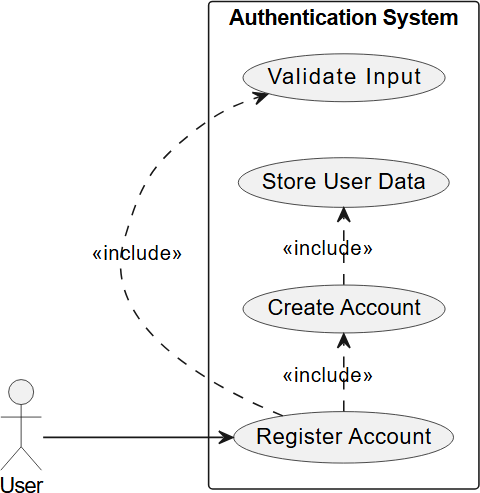 Authentication System
Validate Input
Store User Data
«include»
«include»
Create Account
«include»
Register Account
User